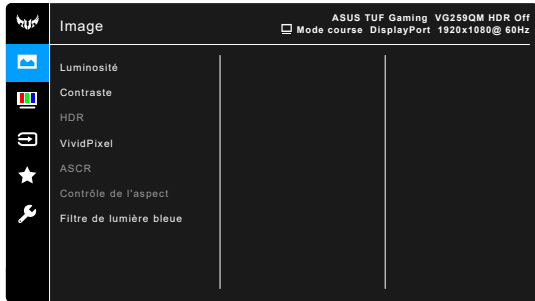 Image
ASUS TUF Gaming VG259QM HDR Off
Mode course DisplayPort 1920x1080@ 60Hz
Luminosité
Contraste
HDR
VividPixel
ASCR
Contrôle de l'aspect
Filtre de lumière bleue